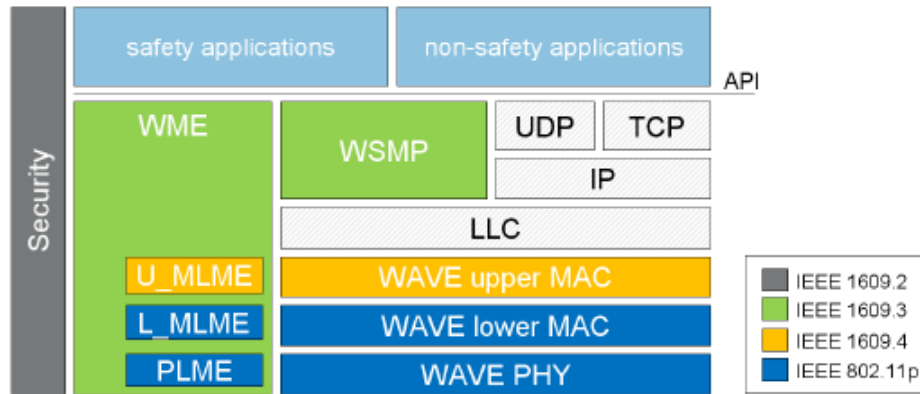 safety applications
non-safety applications
API
Security
WME
WSMP
UDP
TCP
IP
LLC
U_MLME
WAVE upper MAC
L_MLME
WAVE lower MAC
PLME
WAVE PHY
IEEE 1609.2
IEEE 1609.3
IEEE 1609.4
IEEE 802.11p